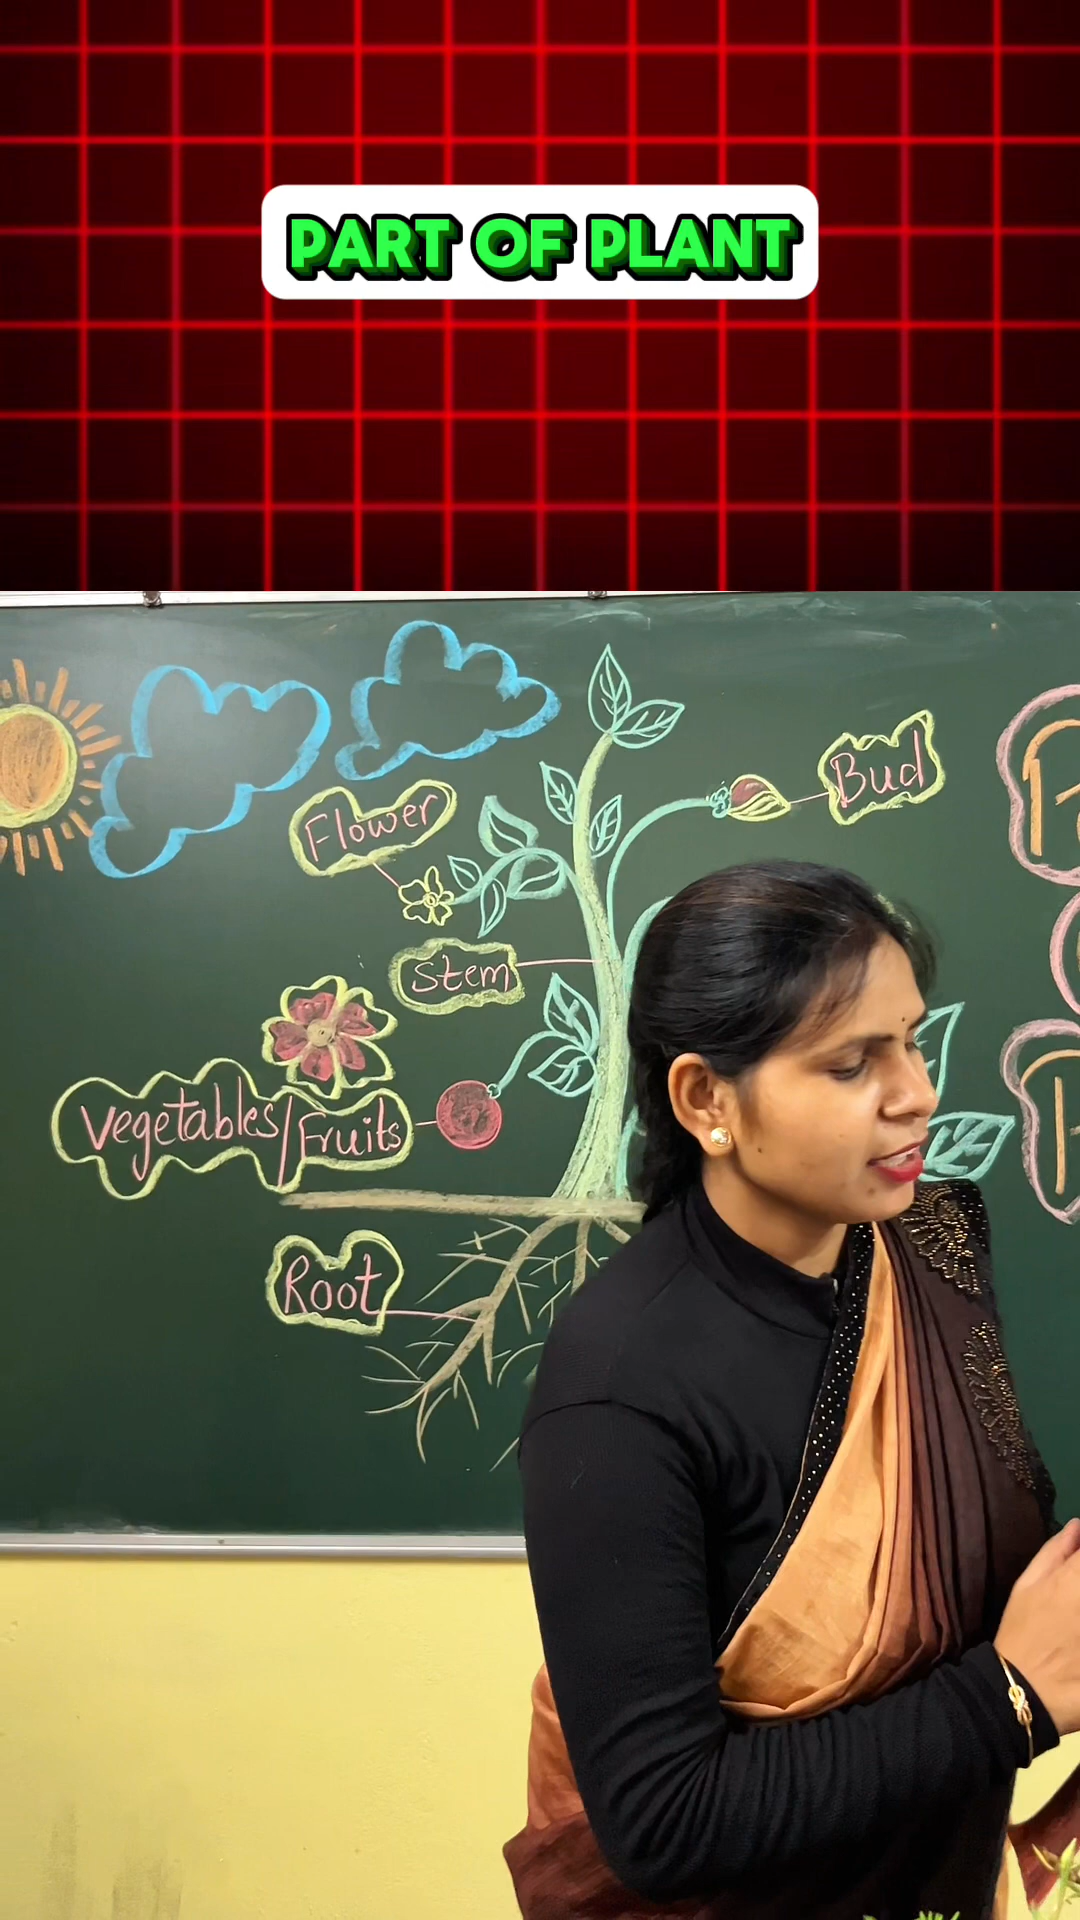 PART OF PLANT
Bud
Flower
Stem
Vegetables/Fruits
Root